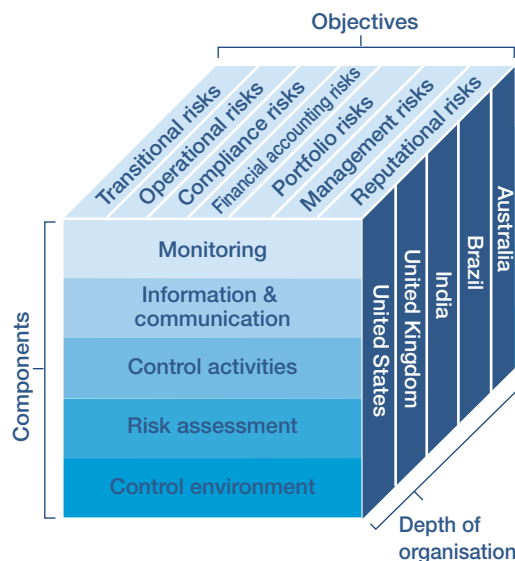 Objectives
Transitional risks
Operational risks
Compliance risks
Financial accounting risks
Portfolio risks
Management risks
Reputational risks
Components
Monitoring
Information &
communication
Control activities
Risk assessment
Control environment
United States
United Kingdom
India
Brazil
Australia
Depth of
organisation